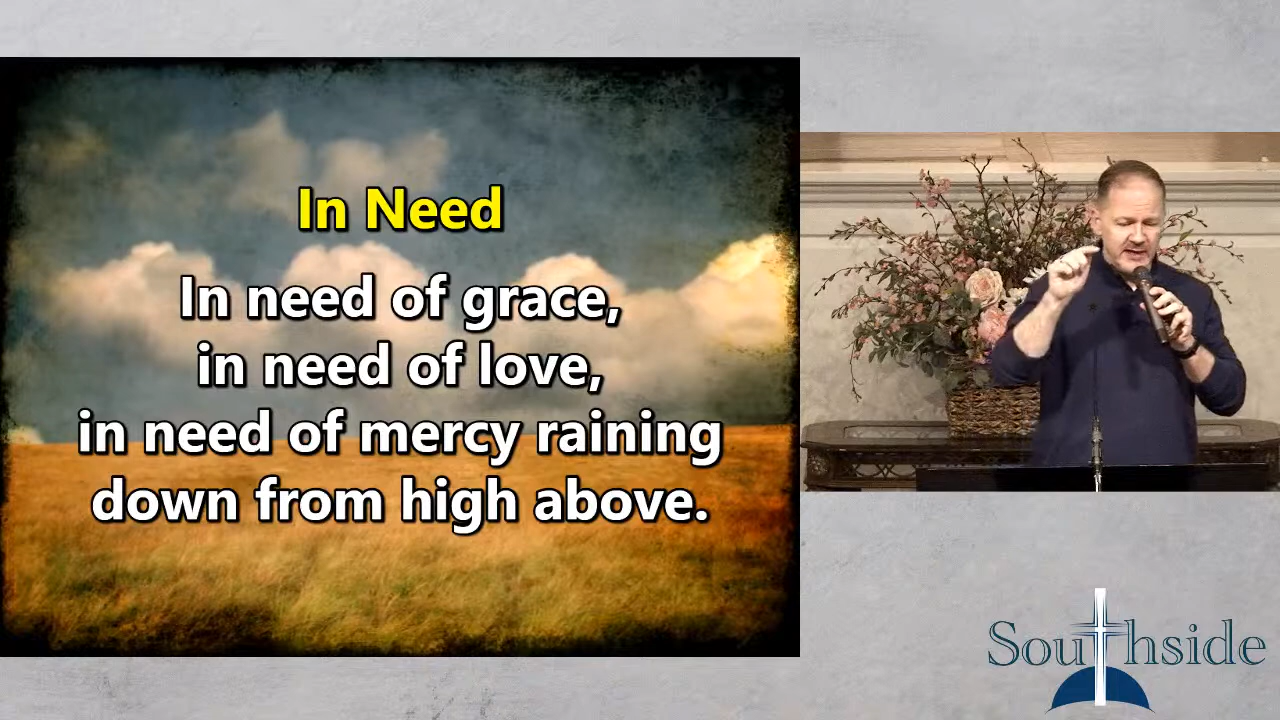 In Need
In need of grace,
in need of love,
in need of mercy raining
down from high above.
Southside